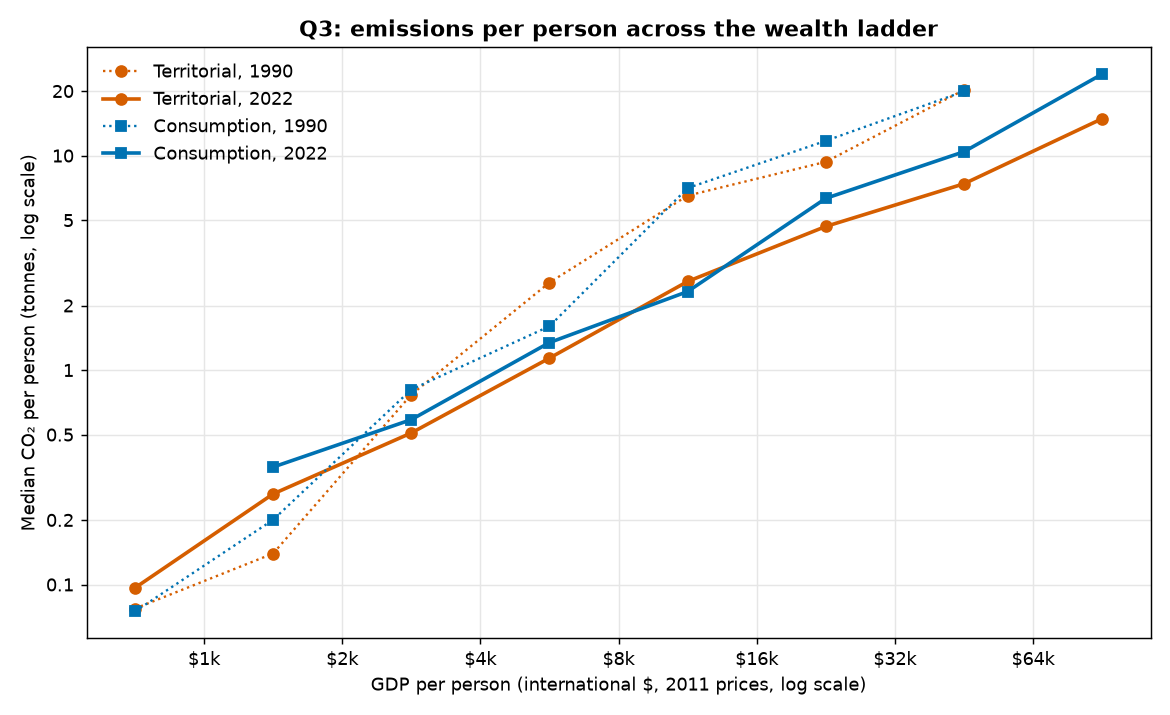 Q3: emissions per person across the wealth ladder
Territorial, 1990
Territorial, 2022
Consumption, 1990
Consumption, 2022
Median CO₂ per person (tonnes, log scale)
20
10
5
2
1
0.5
0.2
0.1
$1k
$2k
$4k
$8k
$16k
$32k
$64k
GDP per person (international $, 2011 prices, log scale)